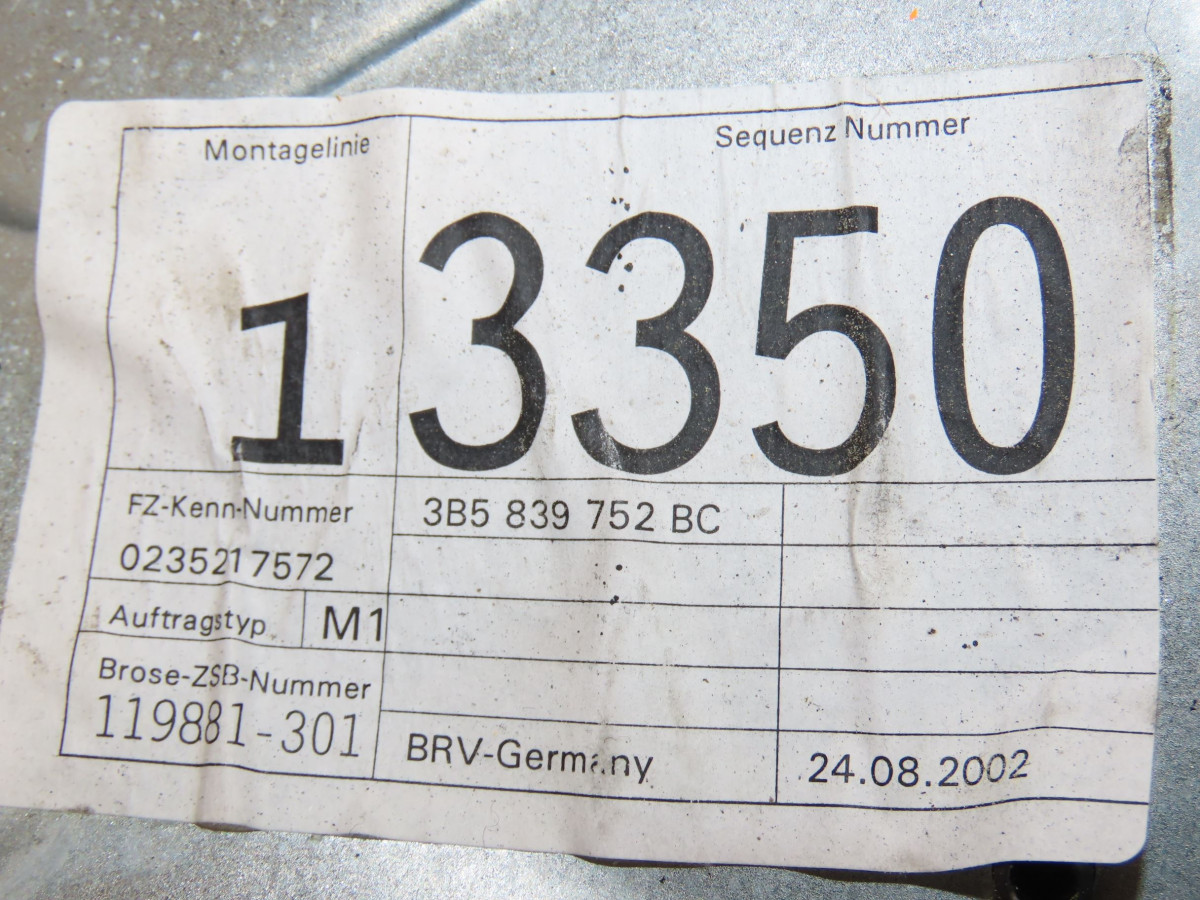 Montagelinie
Sequenz Nummer
1
3350
FZ-Kenn-Nummer
0235217572
3B5 839 752 BC
Auftragstyp
M1
Brose-ZSB-Nummer
119881-301
BRV-Germany
24.08.2002